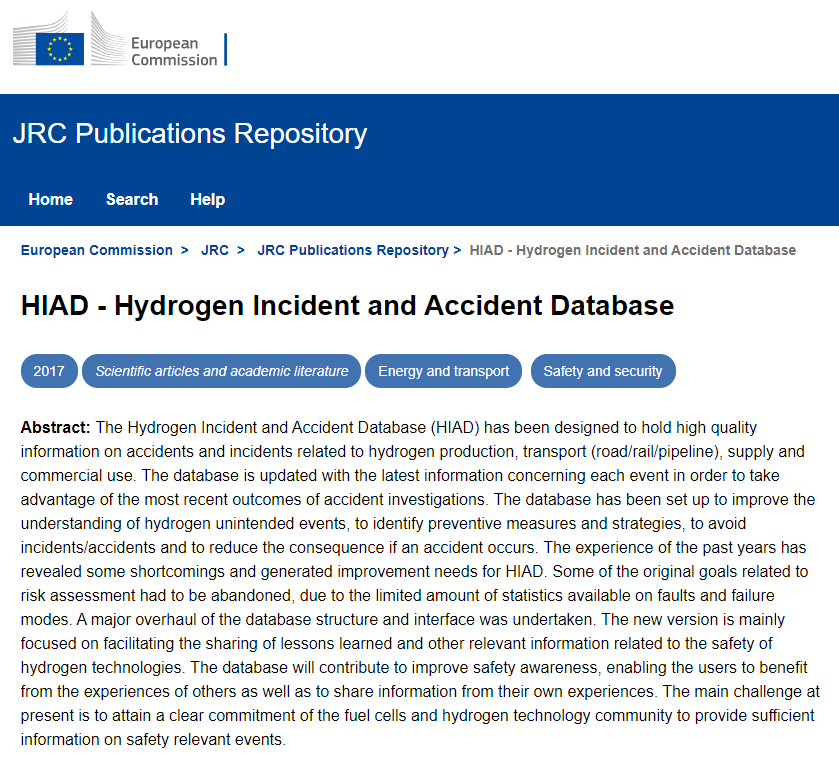 European
Commission
JRC Publications Repository
Home Search Help
European Commission > JRC > JRC Publications Repository > HIAD - Hydrogen Incident and Accident Database
HIAD - Hydrogen Incident and Accident Database
2017 Scientific articles and academic literature Energy and transport Safety and security
Abstract: The Hydrogen Incident and Accident Database (HIAD) has been designed to hold high quality
information on accidents and incidents related to hydrogen production, transport (road/rail/pipeline), supply and
commercial use. The database is updated with the latest information concerning each event in order to take
advantage of the most recent outcomes of accident investigations. The database has been set up to improve the
understanding of hydrogen unintended events, to identify preventive measures and strategies, to avoid
incidents/accidents and to reduce the consequence if an accident occurs. The experience of the past years has
revealed some shortcomings and generated improvement needs for HIAD. Some of the original goals related to
risk assessment had to be abandoned, due to the limited amount of statistics available on faults and failure
modes. A major overhaul of the database structure and interface was undertaken. The new version is mainly
focused on facilitating the sharing of lessons learned and other relevant information related to the safety of
hydrogen technologies. The database will contribute to improve safety awareness, enabling the users to benefit
from the experiences of others as well as to share information from their own experiences. The main challenge at
present is to attain a clear commitment of the fuel cells and hydrogen technology community to provide sufficient
information on safety relevant events.